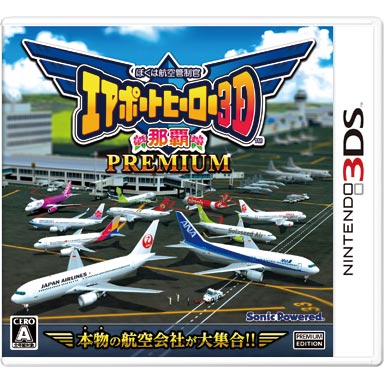 ぼくは航空管制官
エアポートヒーロー3D
那覇
PREMIUM
JAPAN AIRLINES
ANA
Solaseed Air
CERO
A
Sonic Powered.
PREMIUM
EDITION
本物の航空会社が大集合!!
NINTENDO 3DS